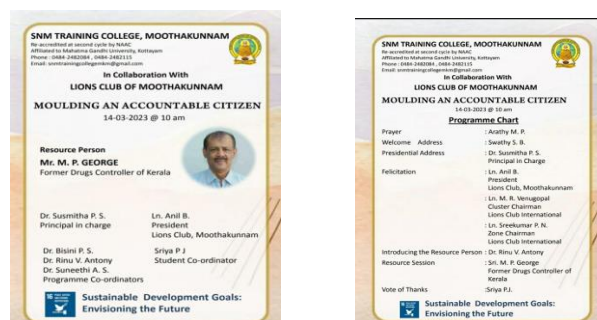 SNM TRAINING COLLEGE, MOOTHAKUNNAM
Re-accredited at second cycle by NAAC
Affiliated to Mahatma Gandhi University, Kottayam
Phone : 0484-2482084 , 0484-2482115
Email: snmtrainingcollegemkm@gmail.com
In Collaboration With
LIONS CLUB OF MOOTHAKUNNAM
MOULDING AN ACCOUNTABLE CITIZEN
14-03-2023 @ 10 am
Resource Person
Mr. M. P. GEORGE
Former Drugs Controller of Kerala
Dr. Susmitha P. S.
Principal in charge
Ln. Anil B.
President
Lions Club, Moothakunnam
Dr. Bisini P. S.
Dr. Rinu V. Antony
Dr. Suneethi A. S.
Programme Co-ordinators
Sriya P J
Student Co-ordinator
Sustainable Development Goals:
Envisioning the Future
SNM TRAINING COLLEGE, MOOTHAKUNNAM
Re-accredited at second cycle by NAAC
Affiliated to Mahatma Gandhi University, Kottayam
Phone : 0484-2482084 , 0484-2482115
Email: snmtrainingcollegemkm@gmail.com
In Collaboration With
LIONS CLUB OF MOOTHAKUNNAM
MOULDING AN ACCOUNTABLE CITIZEN
14-03-2023 @ 10 am
Programme Chart
Prayer : Arathy M. P.
Welcome Address : Swathy S. B.
Presidential Address : Dr. Susmitha P. S.
Principal in Charge
Felicitation : Ln. Anil B.
President
Lions Club, Moothakunnam
: Ln. M. R. Venugopal
Cluster Chairman
Lions Club International
: Ln. Sreekumar P. N.
Zone Chairman
Lions Club International
Introducing the Resource Person : Dr. Rinu V. Antony
Resource Session : Sri. M. P. George
Former Drugs Controller of
Kerala
Vote of Thanks :Sriya P.J.
Sustainable Development Goals:
Envisioning the Future